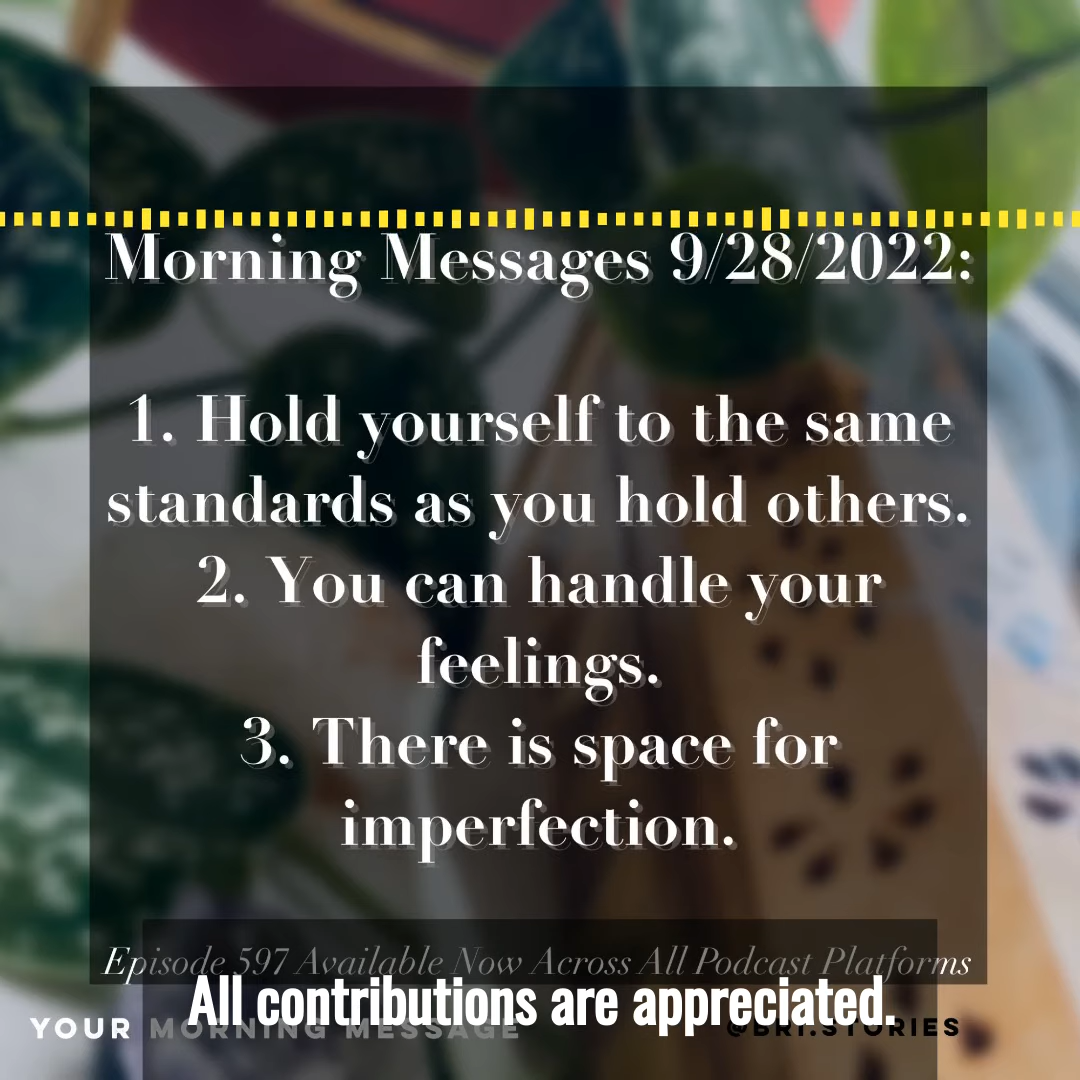 Morning Messages 9/28/2022:
1. Hold yourself to the same
standards as you hold others.
2. You can handle your
feelings.
3. There is space for
imperfection.
Episode 597 Available Now Across All Podcast Platforms
All contributions are appreciated.
YOUR MORNING MESSAGE
@BRI.STORIES